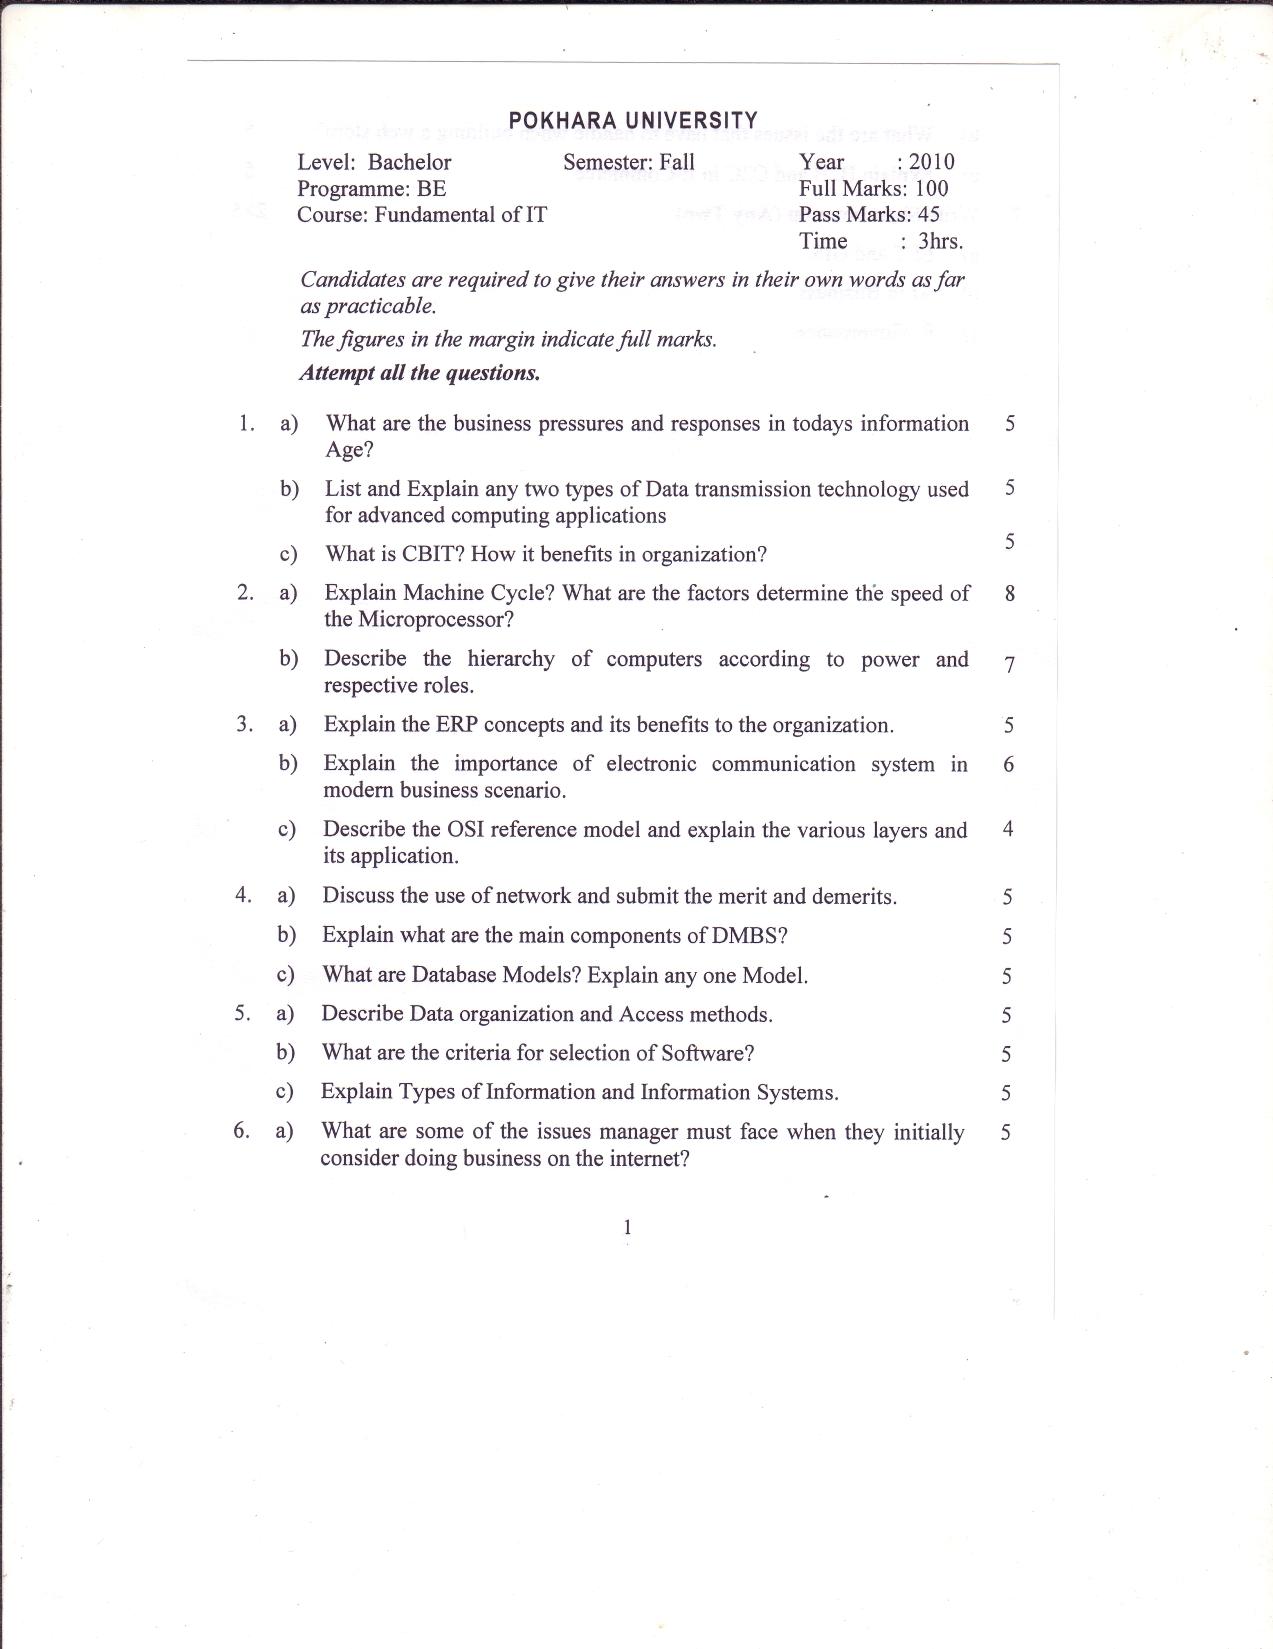 POKHARA UNIVERSITY
Level: Bachelor Semester: Fall Year : 2010
Programme: BE Full Marks: 100
Course: Fundamental of IT Pass Marks: 45
Time : 3hrs.
Candidates are required to give their answers in their own words as far
as practicable.
The figures in the margin indicate full marks.
Attempt all the questions.
1. a) What are the business pressures and responses in todays information 5
Age?
b) List and Explain any two types of Data transmission technology used 5
for advanced computing applications
c) What is CBIT? How it benefits in organization? 5
2. a) Explain Machine Cycle? What are the factors determine the speed of 8
the Microprocessor?
b) Describe the hierarchy of computers according to power and 7
respective roles.
3. a) Explain the ERP concepts and its benefits to the organization. 5
b) Explain the importance of electronic communication system in 6
modern business scenario.
c) Describe the OSI reference model and explain the various layers and 4
its application.
4. a) Discuss the use of network and submit the merit and demerits. 5
b) Explain what are the main components of DMBS? 5
c) What are Database Models? Explain any one Model. 5
5. a) Describe Data organization and Access methods. 5
b) What are the criteria for selection of Software? 5
c) Explain Types of Information and Information Systems. 5
6. a) What are some of the issues manager must face when they initially 5
consider doing business on the internet?
1